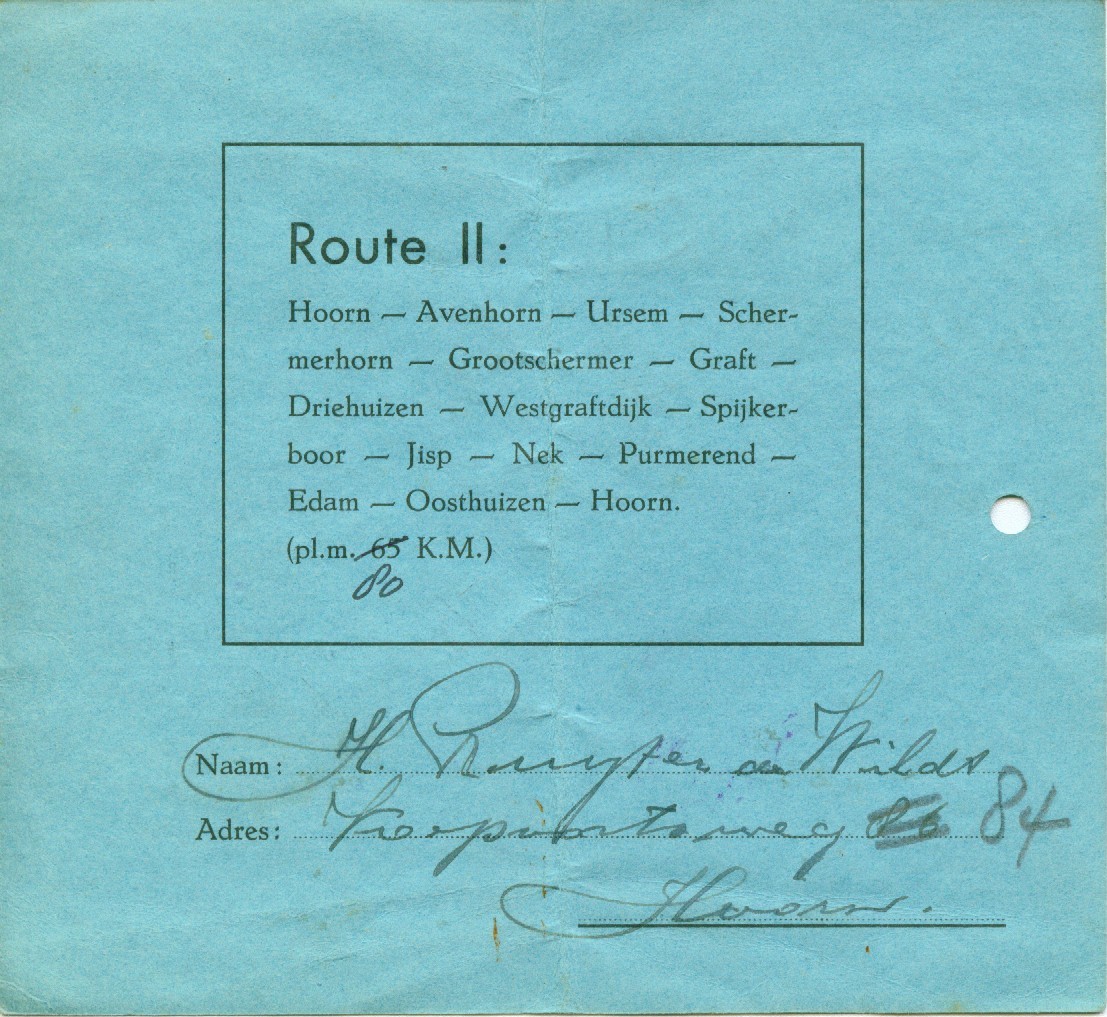 Route II:
Hoorn — Avenhorn — Ursem — Scher-
merhorn — Grootschermer — Graft —
Driehuizen — Westgraftdijk — Spijker-
boor — Jisp — Nek — Purmerend —
Edam — Oosthuizen — Hoorn.
(pl.m. 65 K.M.)
80
Naam: H. Ruyter de Wildt
Adres: Koepoortsweg 84
Hoorn.